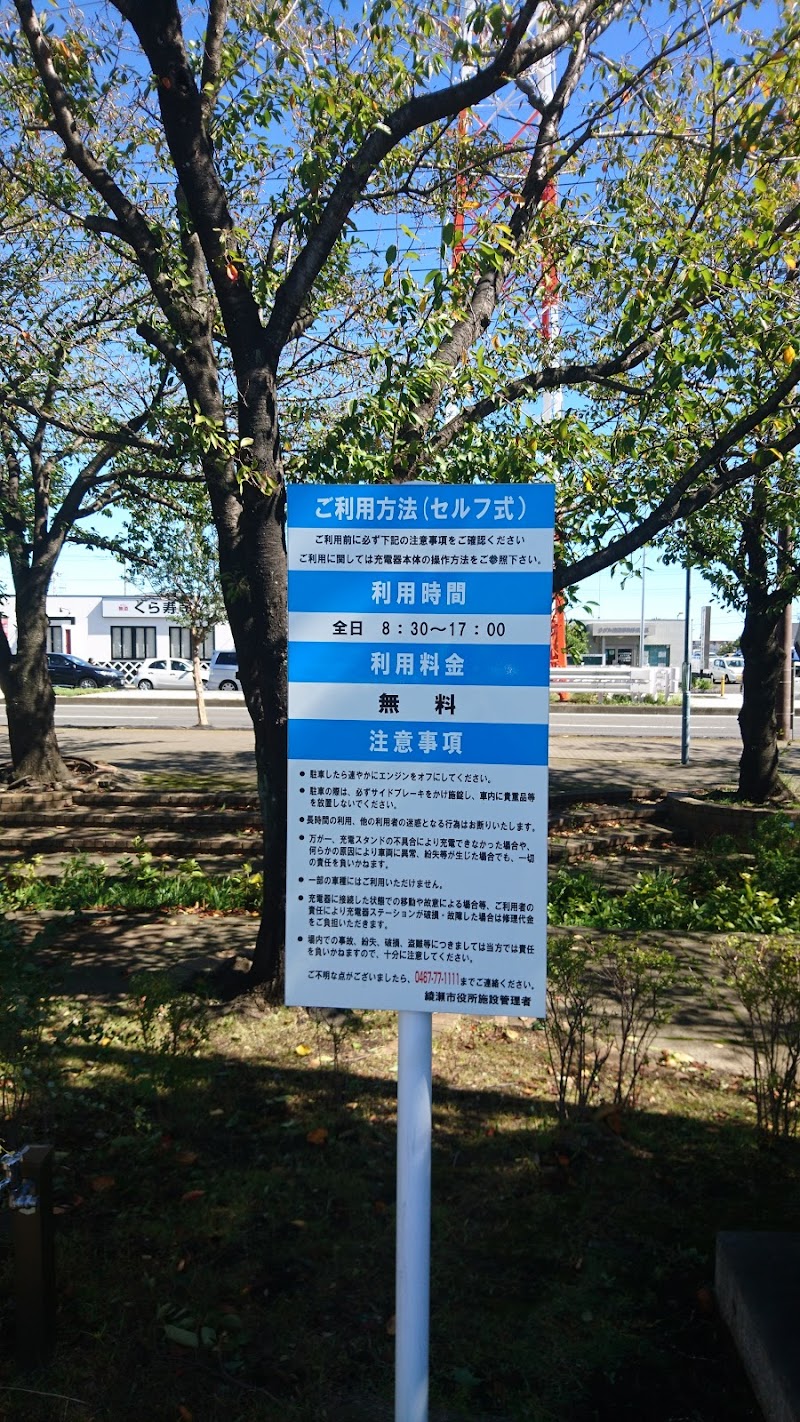 くら寿司
ご利用方法(セルフ式)
ご利用前に必ず下記の注意事項をご確認ください
ご利用に関しては充電器本体の操作方法をご参照下さい。
利用時間
全日 8:30～17:00
利用料金
無 料
注意事項
● 駐車したら速やかにエンジンをオフにしてください。
● 駐車の際は、必ずサイドブレーキをかけ施錠し、車内に貴重品等
を放置しないでください。
● 長時間の利用、他の利用者の迷惑となる行為はお断りいたします。
● 万が一、充電スタンドの不具合により充電できなかった場合や、
何らかの原因により車両に異常、紛失等が生じた場合でも、一切
の責任を負いかねます。
● 一部の車種にはご利用いただけません。
● 充電器に接続した状態での移動や故意による場合等、ご利用者の
責任により充電器ステーションが破損・故障した場合は修理代金
をご負担いただきます。
● 場内での事故、紛失、破損、盗難等につきましては当方では責任
を負いかねますので、十分に注意してください。
ご不明な点がございましたら、0467-77-1111までご連絡ください。
綾瀬市役所施設管理者